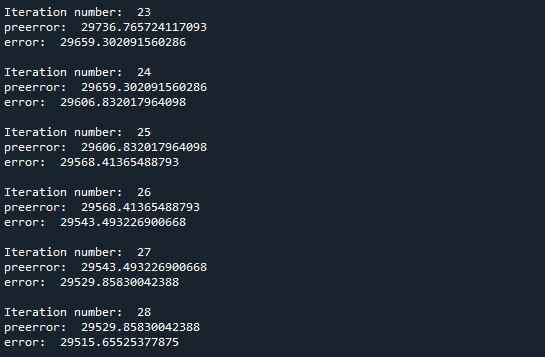 Iteration number:  23
preerror:  29736.765724117093
error:  29659.302091560286
Iteration number:  24
preerror:  29659.302091560286
error:  29606.832017964098
Iteration number:  25
preerror:  29606.832017964098
error:  29568.41365488793
Iteration number:  26
preerror:  29568.41365488793
error:  29543.493226900668
Iteration number:  27
preerror:  29543.493226900668
error:  29529.85830042388
Iteration number:  28
preerror:  29529.85830042388
error:  29515.65525377875